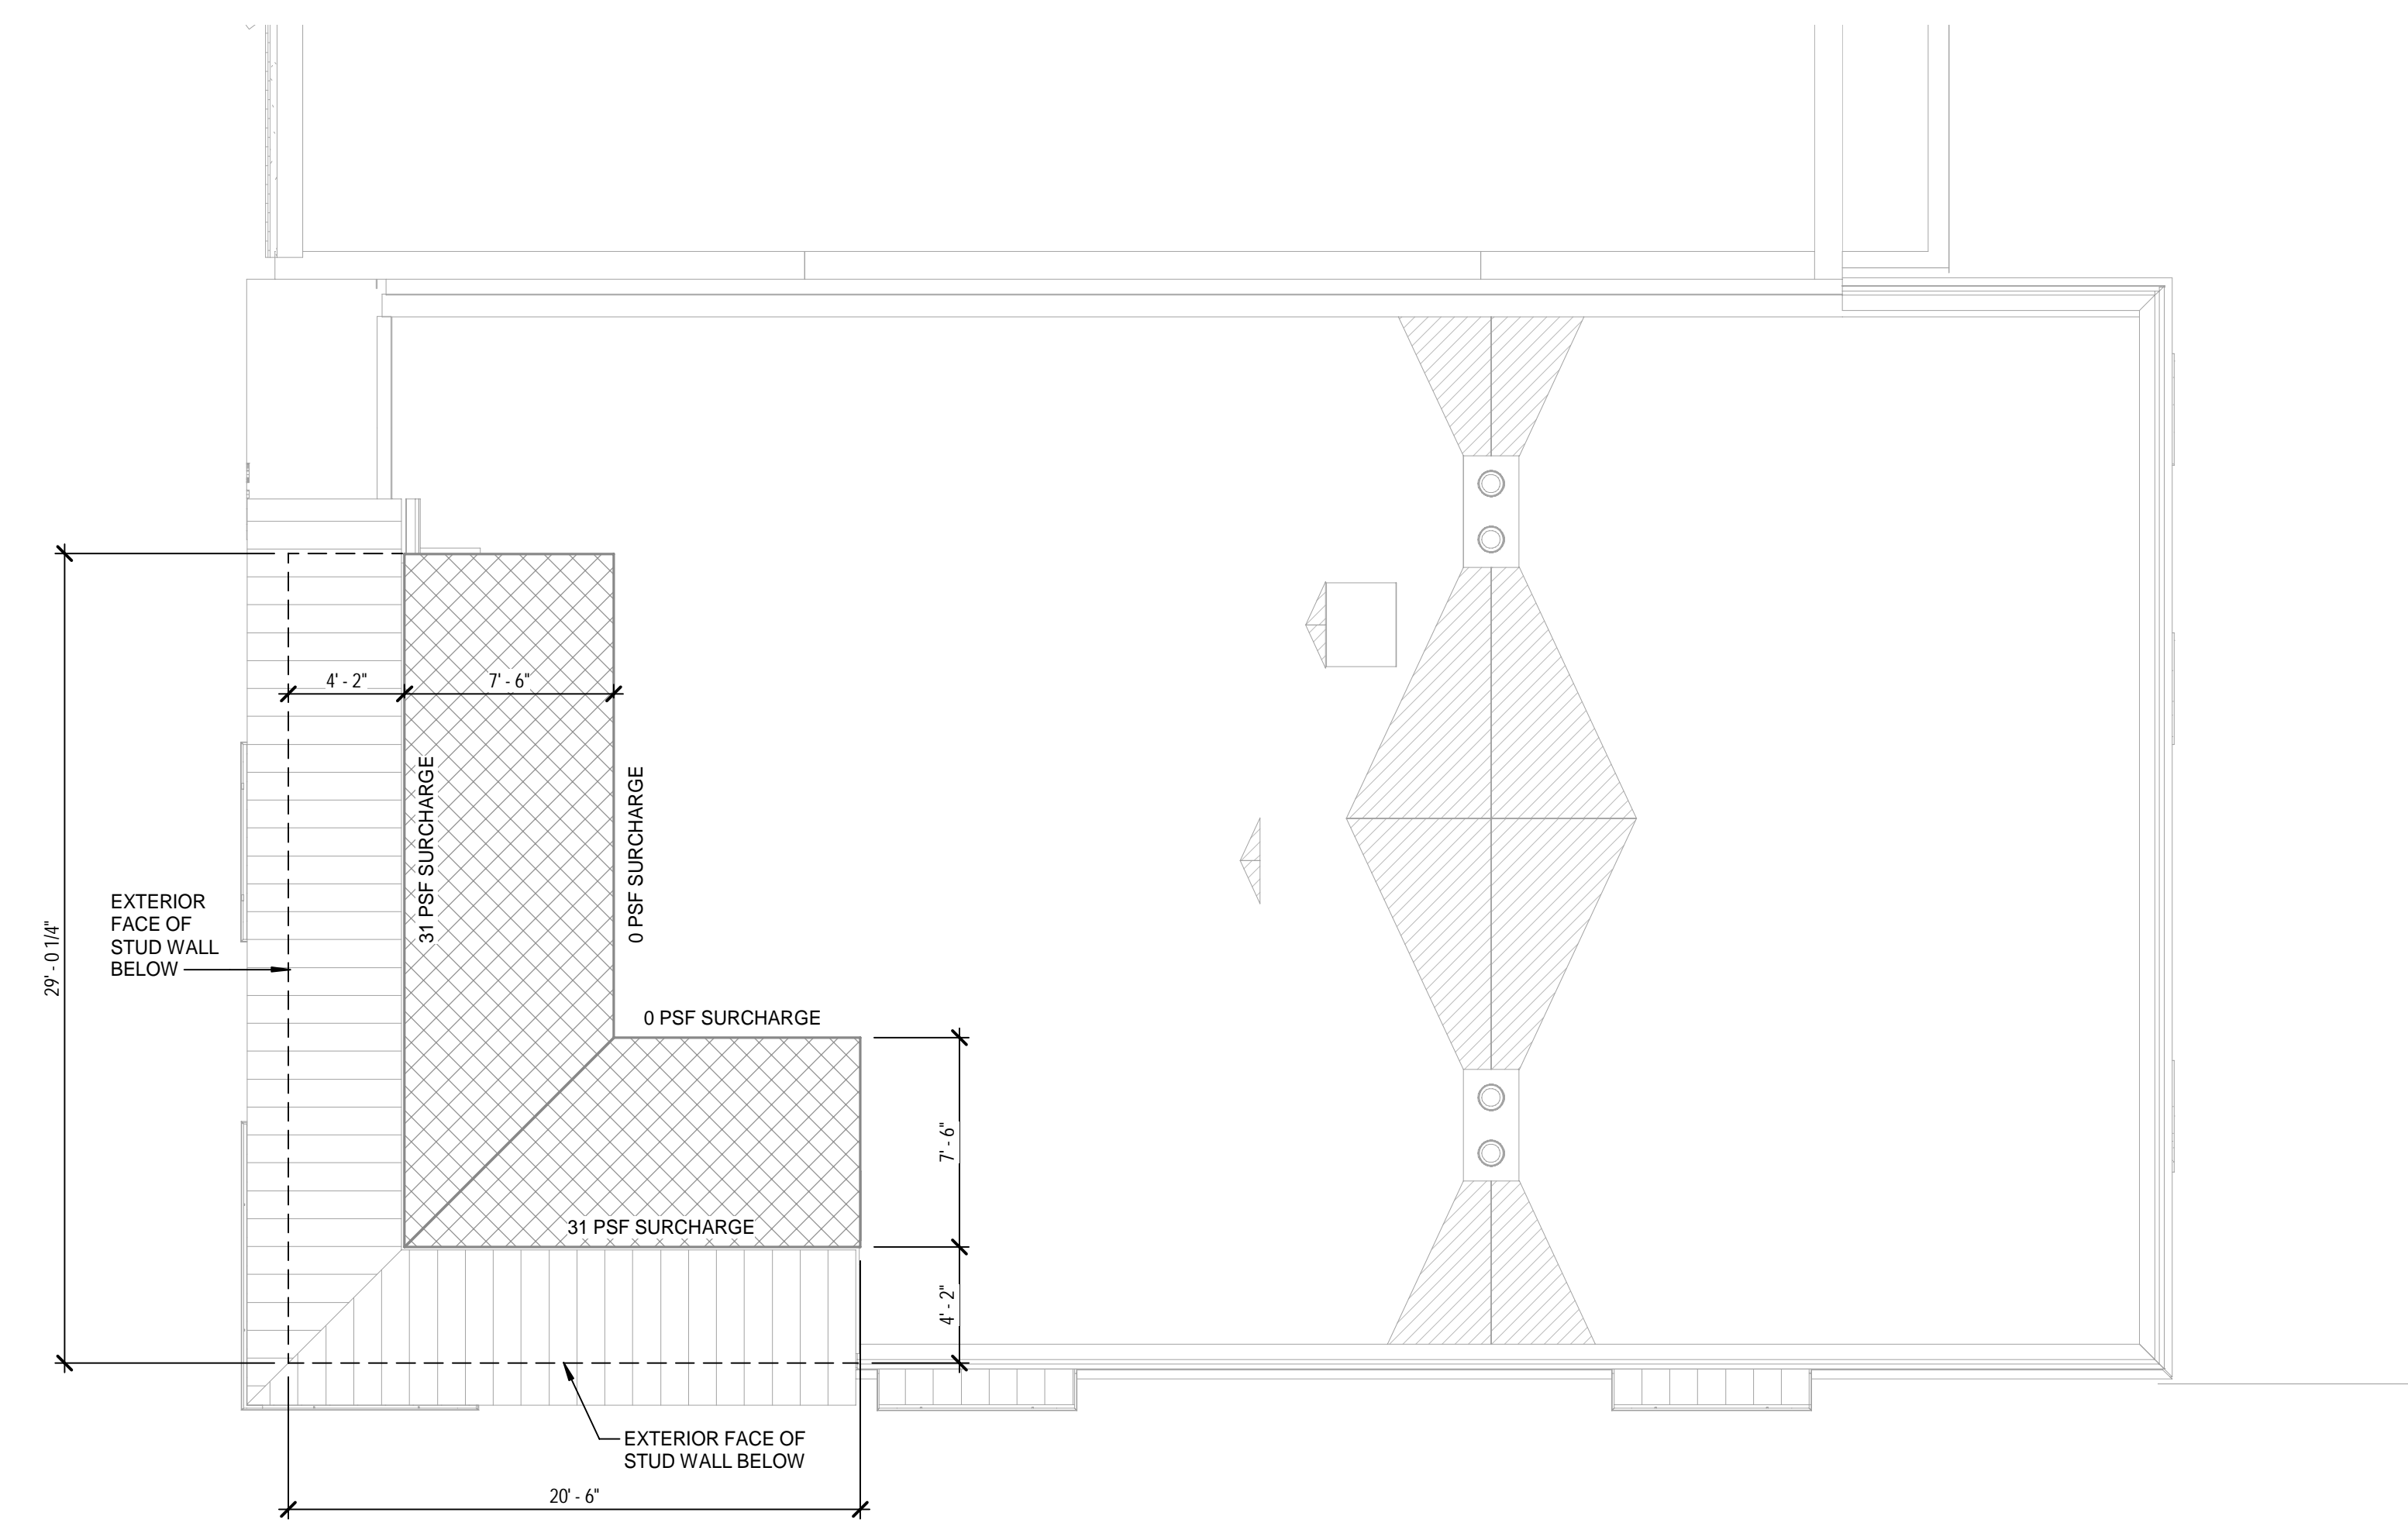 4' - 2"
7' - 6"
31 PSF SURCHARGE
0 PSF SURCHARGE
EXTERIOR
FACE OF
STUD WALL
BELOW
29' - 0 1/4"
0 PSF SURCHARGE
7' - 6"
31 PSF SURCHARGE
4' - 2"
EXTERIOR FACE OF
STUD WALL BELOW
20' - 6"